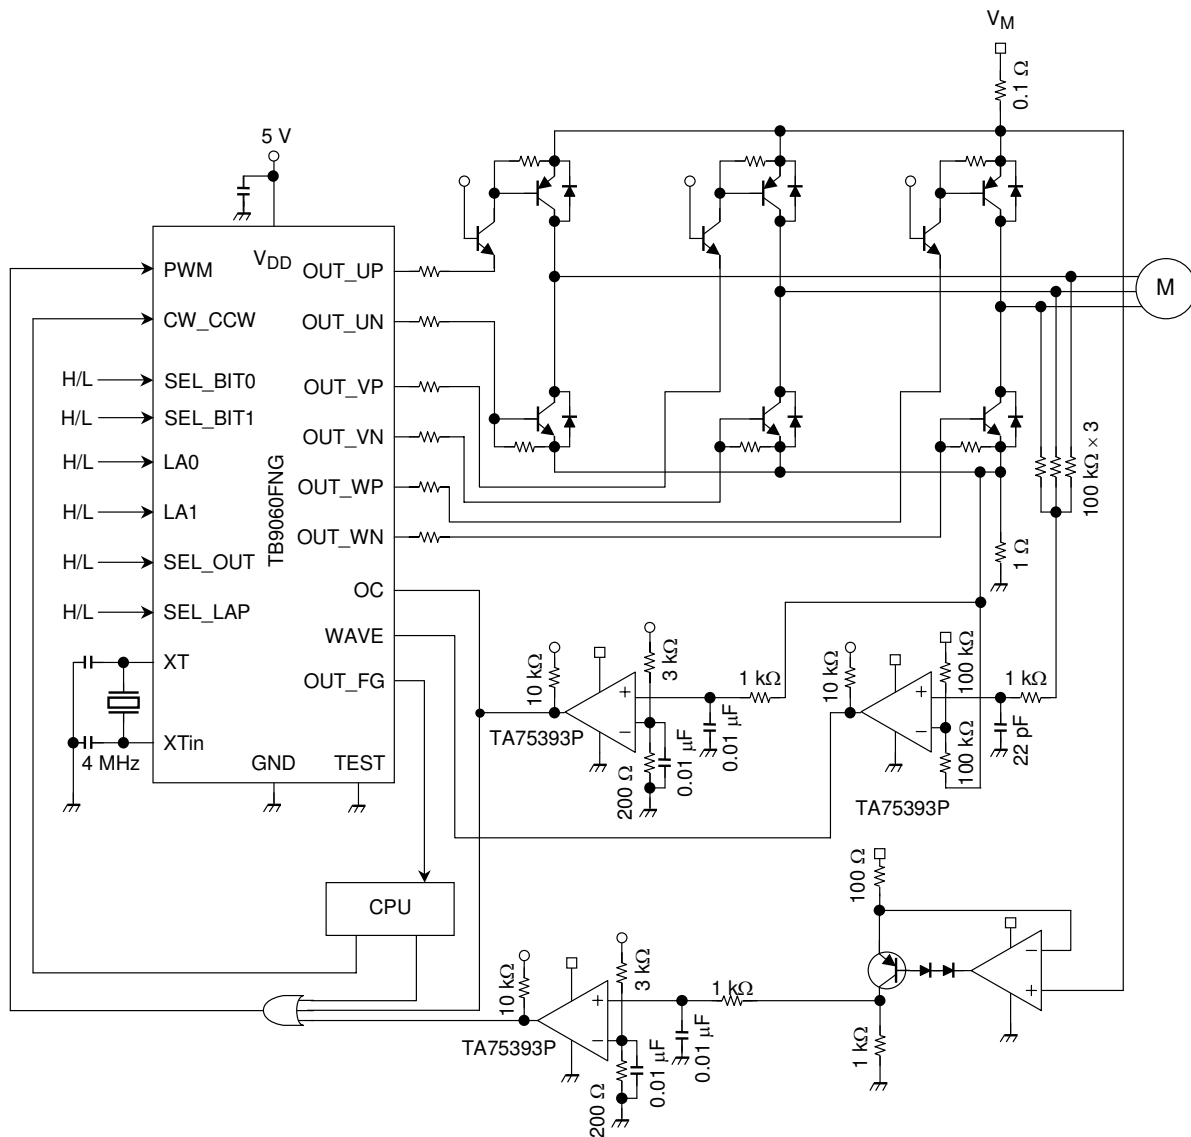 V_M
0.1 Ω
5 V
V_DD
PWM
CW_CCW
H/L
SEL_BIT0
H/L
SEL_BIT1
H/L
LA0
H/L
LA1
H/L
SEL_OUT
H/L
SEL_LAP
XT
XTin
4 MHz
GND
TEST
TB9060FNG
OUT_UP
OUT_UN
OUT_VP
OUT_VN
OUT_WP
OUT_WN
OC
WAVE
OUT_FG
M
100 kΩ × 3
1 Ω
10 kΩ
3 kΩ
1 kΩ
TA75393P
200 Ω
0.01 μF
0.01 μF
10 kΩ
100 kΩ
1 kΩ
100 kΩ
22 pF
TA75393P
CPU
10 kΩ
3 kΩ
1 kΩ
TA75393P
200 Ω
0.01 μF
0.01 μF
100 Ω
1 kΩ